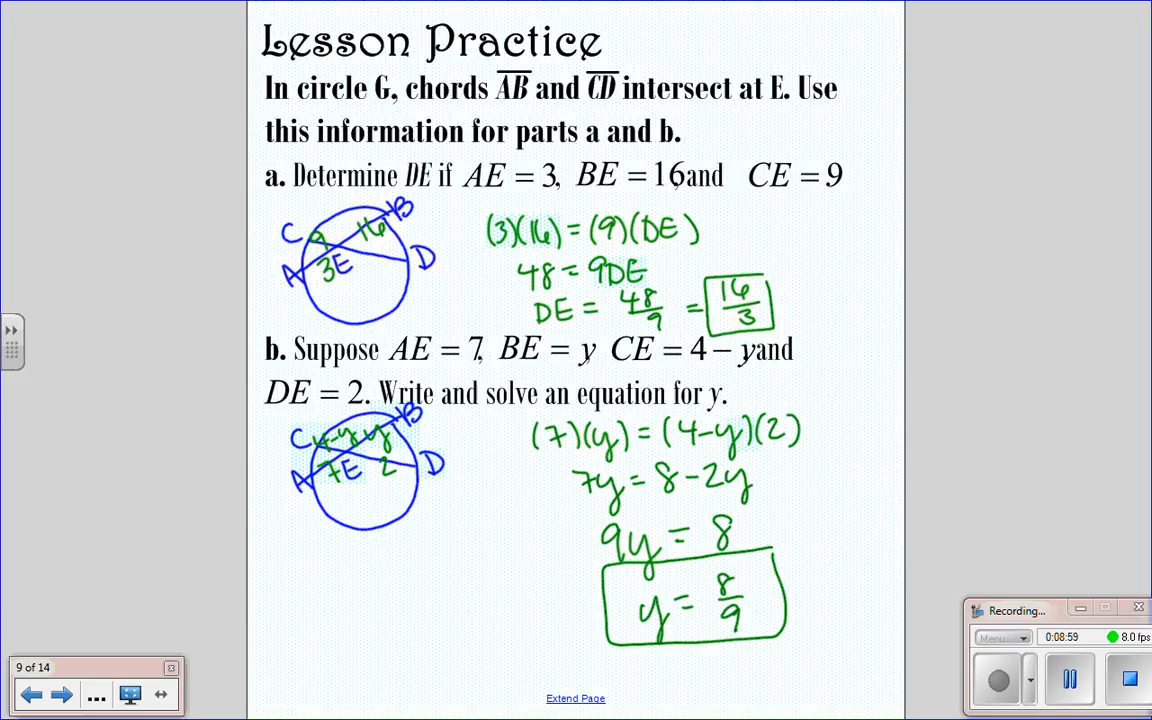 Lesson Practice
In circle G, chords AB and CD intersect at E. Use
this information for parts a and b.
a. Determine DE if AE = 3, BE = 16, and CE = 9
C 9 16 B
A 3 E D
(3)(16) = (9)(DE)
48 = 9DE
DE = 48/9 = 16/3
b. Suppose AE = 7, BE = y, CE = 4 − y, and
DE = 2. Write and solve an equation for y.
C 4-y y B
A 7 E 2 D
(7)(y) = (4-y)(2)
7y = 8 - 2y
9y = 8
y = 8/9
Extend Page
9 of 14
...
Recording...
Menu...
0:08:59
8.0 fps